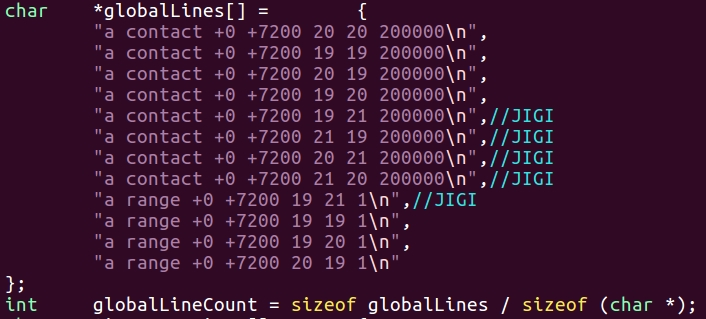 char    *globalLines[] =        {
        "a contact +0 +7200 20 20 200000\n",
        "a contact +0 +7200 19 19 200000\n",
        "a contact +0 +7200 20 19 200000\n",
        "a contact +0 +7200 19 20 200000\n",
        "a contact +0 +7200 19 21 200000\n",//JIGI
        "a contact +0 +7200 21 19 200000\n",//JIGI
        "a contact +0 +7200 20 21 200000\n",//JIGI
        "a contact +0 +7200 21 20 200000\n",//JIGI
        "a range +0 +7200 19 21 1\n",//JIGI
        "a range +0 +7200 19 19 1\n",
        "a range +0 +7200 19 20 1\n",
        "a range +0 +7200 20 19 1\n"
};
int     globalLineCount = sizeof globalLines / sizeof (char *);